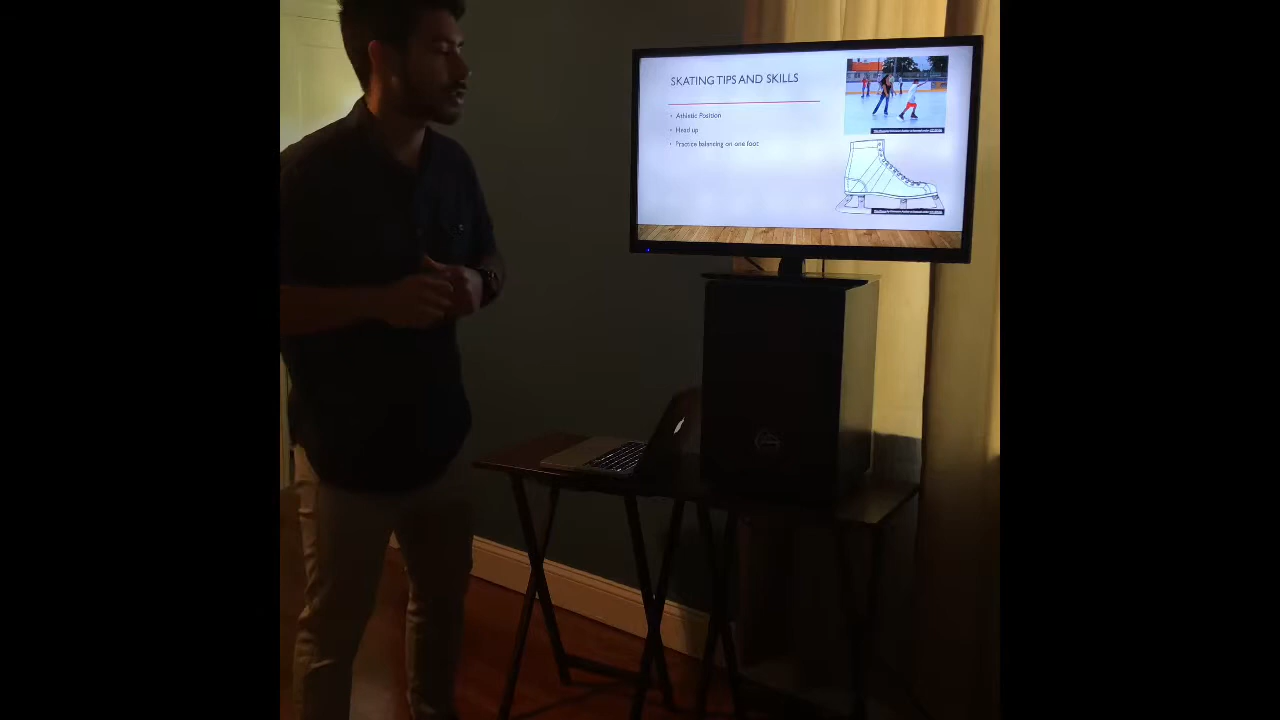 SKATING TIPS AND SKILLS
• Athletic Position
• Head up
• Practice balancing on one foot